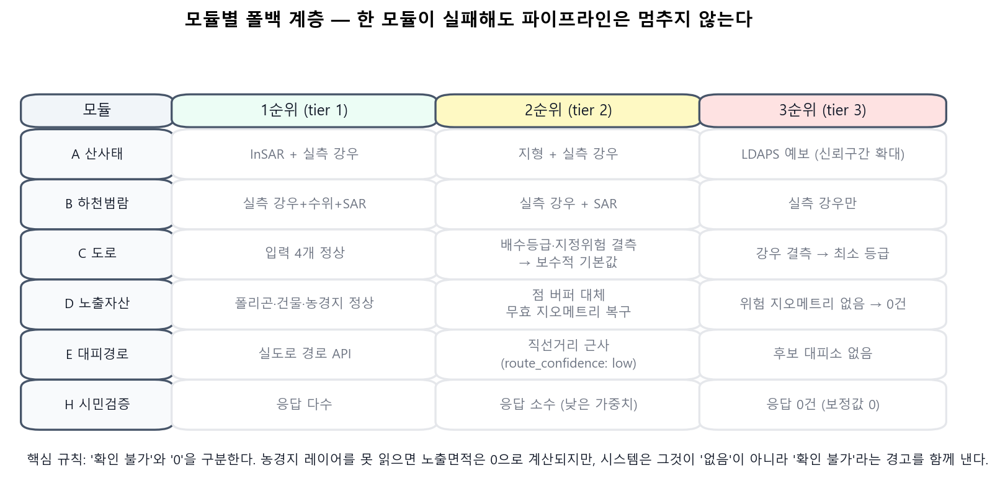 모듈별 폴백 계층 — 한 모듈이 실패해도 파이프라인은 멈추지 않는다
모듈
1순위 (tier 1)
2순위 (tier 2)
3순위 (tier 3)
A 산사태
InSAR + 실측 강우
지형 + 실측 강우
LDAPS 예보 (신뢰구간 확대)
B 하천범람
실측 강우+수위+SAR
실측 강우 + SAR
실측 강우만
C 도로
입력 4개 정상
배수등급·지정위험 결측
→ 보수적 기본값
강우 결측 → 최소 등급
D 노출자산
폴리곤·건물·농경지 정상
점 버퍼 대체
무효 지오메트리 복구
위험 지오메트리 없음 → 0건
E 대피경로
실도로 경로 API
직선거리 근사
(route_confidence: low)
후보 대피소 없음
H 시민검증
응답 다수
응답 소수 (낮은 가중치)
응답 0건 (보정값 0)
핵심 규칙: '확인 불가'와 '0'을 구분한다. 농경지 레이어를 못 읽으면 노출면적은 0으로 계산되지만, 시스템은 그것이 '없음'이 아니라 '확인 불가'라는 경고를 함께 낸다.